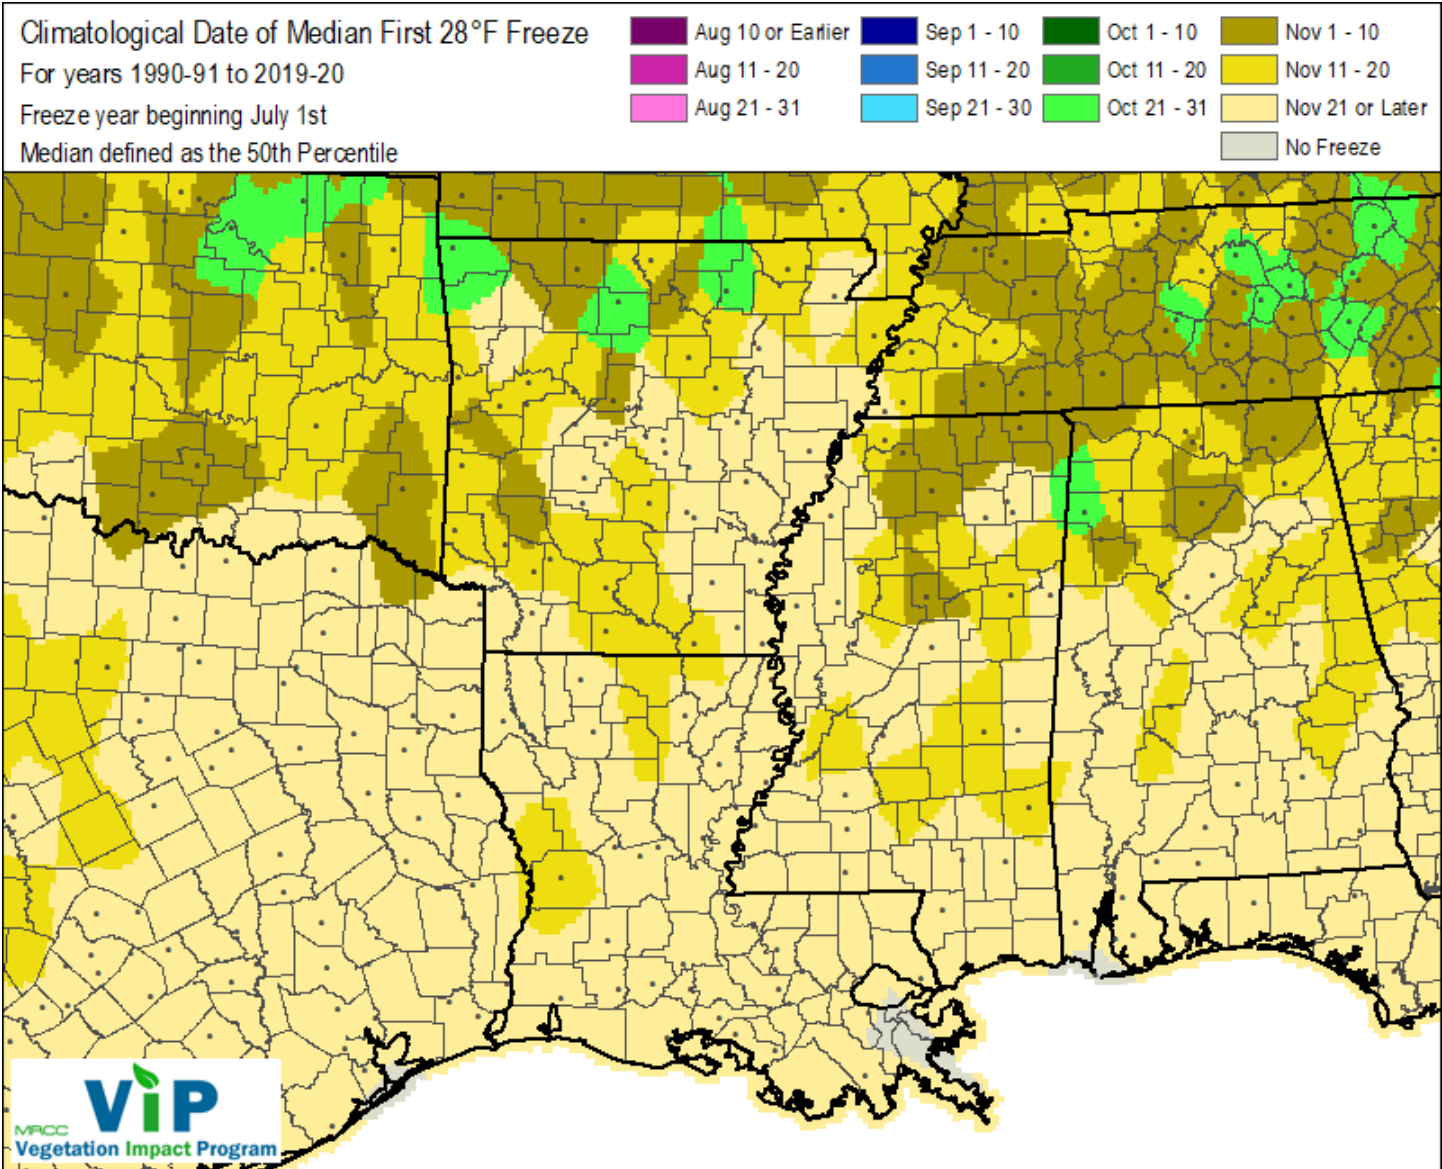 Climatological Date of Median First 28°F Freeze
For years 1990-91 to 2019-20
Freeze year beginning July 1st
Median defined as the 50th Percentile
Aug 10 or Earlier
Aug 11 - 20
Aug 21 - 31
Sep 1 - 10
Sep 11 - 20
Sep 21 - 30
Oct 1 - 10
Oct 11 - 20
Oct 21 - 31
Nov 1 - 10
Nov 11 - 20
Nov 21 or Later
No Freeze
ViP
MRCC
Vegetation Impact Program